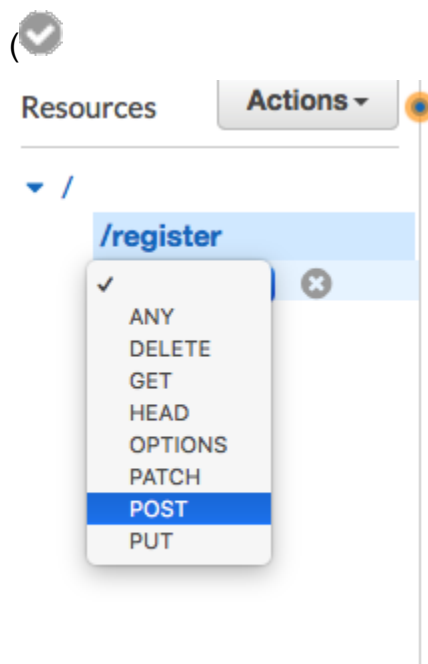 (
Resources
Actions
/
/register
ANY
DELETE
GET
HEAD
OPTIONS
PATCH
POST
PUT